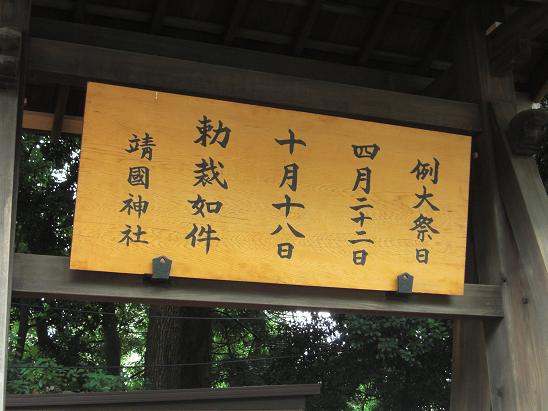 例大祭日
四月二十二日
十月十八日
勅裁如件
靖國神社